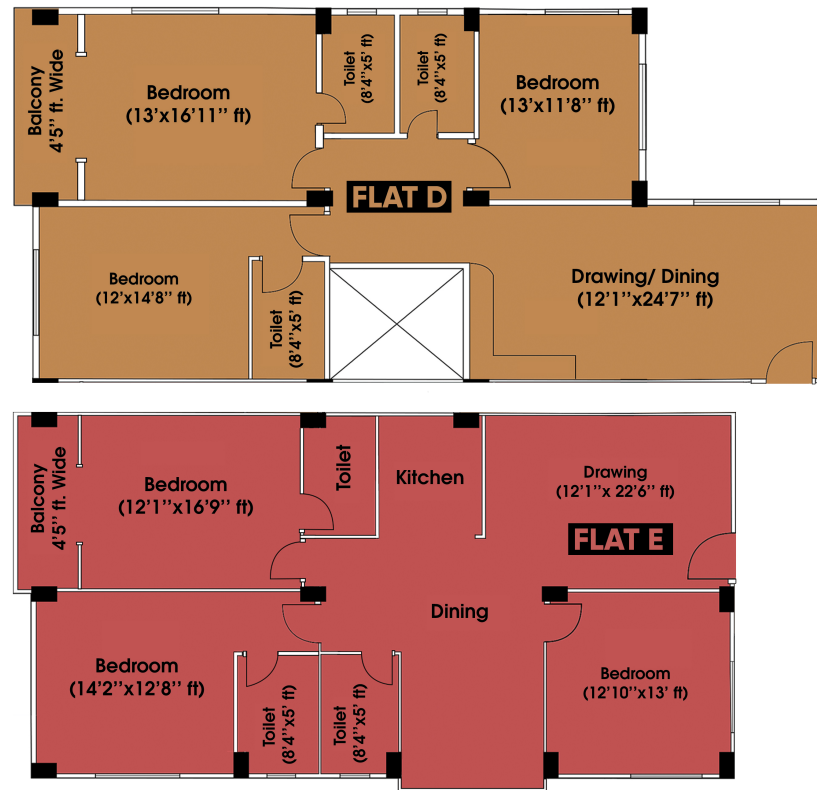 Balcony
4'5'' ft. Wide
Bedroom
(13'x16'11'' ft)
Toilet
(8'4''x5' ft)
Toilet
(8'4''x5' ft)
Bedroom
(13'x11'8'' ft)
FLAT D
Bedroom
(12'x14'8'' ft)
Toilet
(8'4''x5' ft)
Drawing/ Dining
(12'1''x24'7'' ft)
Balcony
4'5'' ft. Wide
Bedroom
(12'1''x16'9'' ft)
Toilet
Kitchen
Drawing
(12'1''x 22'6'' ft)
FLAT E
Dining
Bedroom
(14'2''x12'8'' ft)
Toilet
(8'4''x5' ft)
Toilet
(8'4''x5' ft)
Bedroom
(12'10''x13' ft)